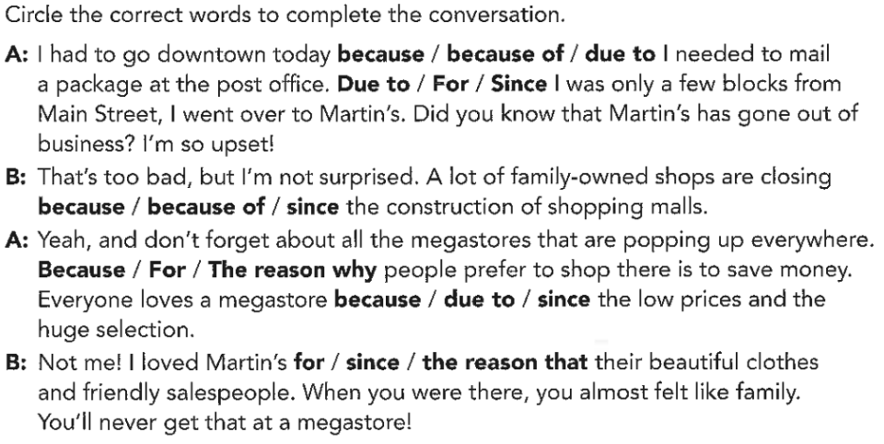 Circle the correct words to complete the conversation.
A: I had to go downtown today because / because of / due to I needed to mail
a package at the post office. Due to / For / Since I was only a few blocks from
Main Street, I went over to Martin's. Did you know that Martin's has gone out of
business? I'm so upset!
B: That's too bad, but I'm not surprised. A lot of family-owned shops are closing
because / because of / since the construction of shopping malls.
A: Yeah, and don't forget about all the megastores that are popping up everywhere.
Because / For / The reason why people prefer to shop there is to save money.
Everyone loves a megastore because / due to / since the low prices and the
huge selection.
B: Not me! I loved Martin's for / since / the reason that their beautiful clothes
and friendly salespeople. When you were there, you almost felt like family.
You'll never get that at a megastore!